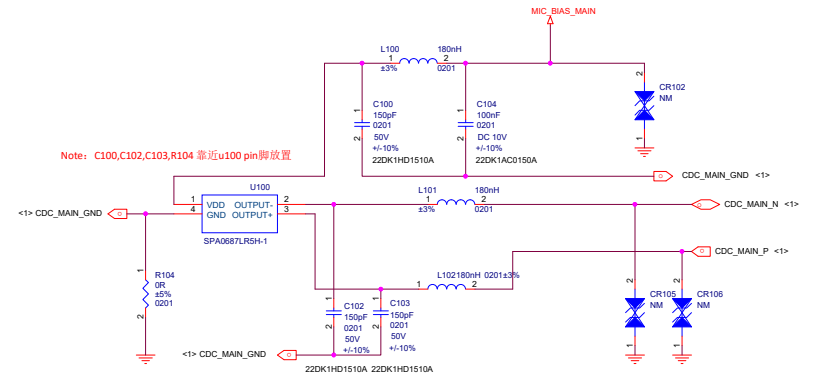 MIC_BIAS_MAIN
L100 180nH
1 2
±3% 0201
2
CR102
NM
1
1
C100
150pF
0201
50V
+/-10%
2
22DK1HD1510A
1
C104
100nF
0201
DC 10V
+/-10%
2
22DK1AC0150A
Note：C100,C102,C103,R104 靠近u100 pin脚放置
CDC_MAIN_GND <1>
U100
1 VDD OUTPUT- 2
4 GND OUTPUT+ 3
SPA0687LR5H-1
<1> CDC_MAIN_GND
L101 180nH
1 2
±3% 0201
CDC_MAIN_N <1>
CDC_MAIN_P <1>
1
R104
0R
±5%
0201
2
L102 180nH 0201±3%
1 2
1
C102
150pF
0201
50V
+/-10%
2
1
C103
150pF
0201
50V
+/-10%
2
2
CR105
NM
1
2
CR106
NM
1
<1> CDC_MAIN_GND
22DK1HD1510A 22DK1HD1510A